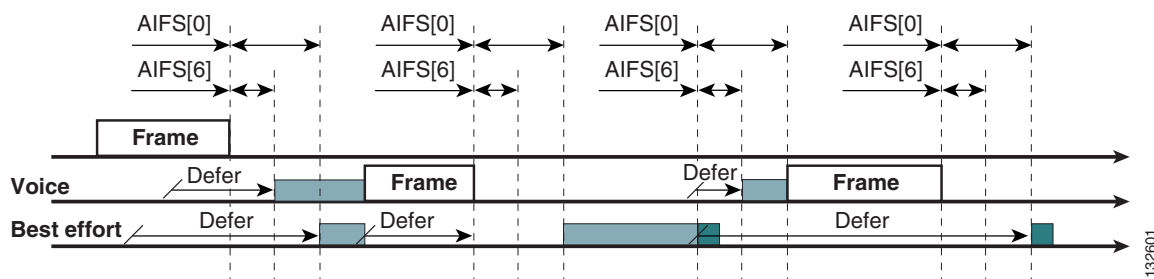 AIFS[0] AIFS[0] AIFS[0] AIFS[0]
AIFS[6] AIFS[6] AIFS[6] AIFS[6]
Frame
Voice Defer Frame Defer Frame
Best effort Defer Defer Defer
132601